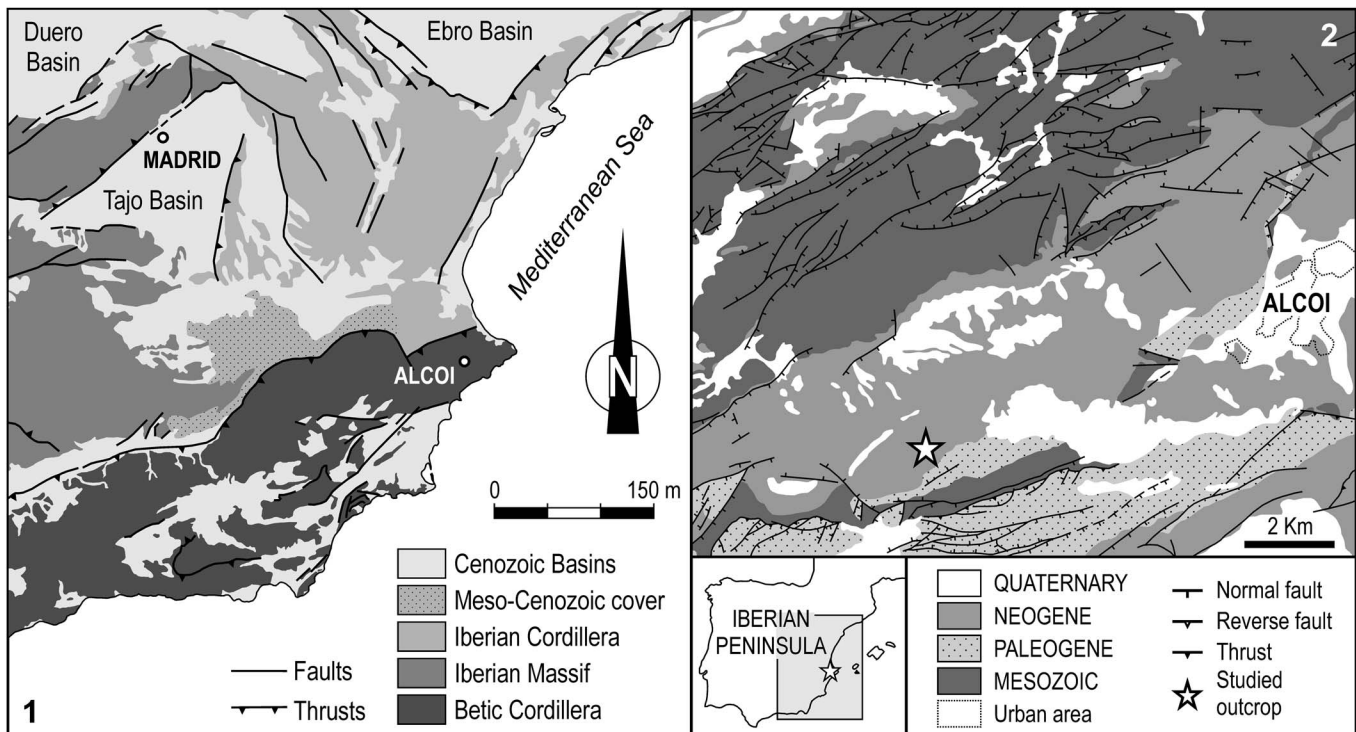 Duero
Basin
Ebro Basin
MADRID
Tajo Basin
Mediterranean Sea
N
ALCOI
0 150 m
Cenozoic Basins
Meso-Cenozoic cover
Iberian Cordillera
Iberian Massif
Betic Cordillera
Faults
Thrusts
1
2
ALCOI
2 Km
IBERIAN
PENINSULA
QUATERNARY
NEOGENE
PALEOGENE
MESOZOIC
Urban area
Normal fault
Reverse fault
Thrust
Studied
outcrop